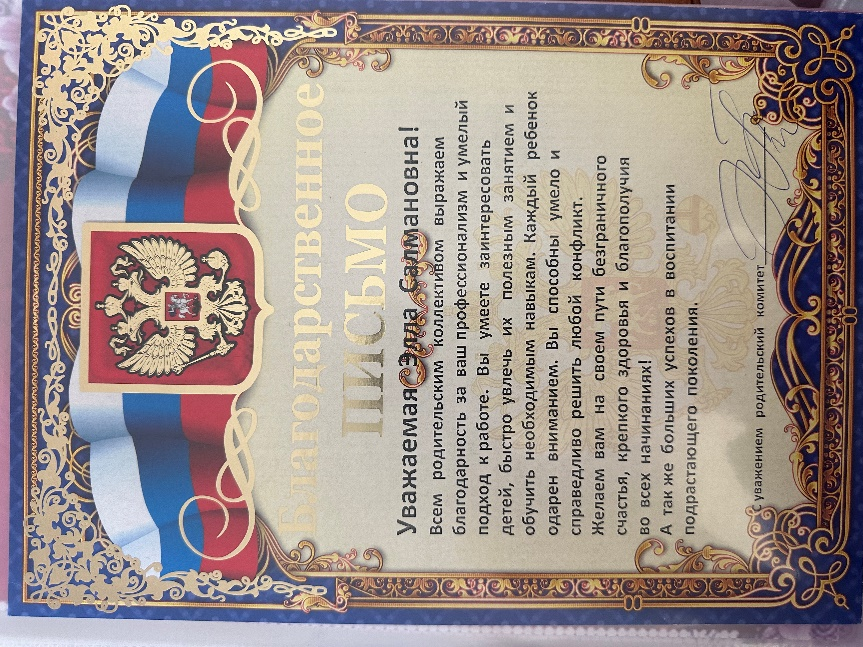 Благодарственное
ПИСЬМО
Уважаемая Элла Салмановна!
Всем родительским коллективом выражаем
благодарность за ваш профессионализм и умелый
подход к работе. Вы умеете заинтересовать
детей, быстро увлечь их полезным занятием и
обучить необходимым навыкам. Каждый ребенок
одарен вниманием. Вы способны умело и
справедливо решить любой конфликт.
Желаем вам на своем пути безграничного
счастья, крепкого здоровья и благополучия
во всех начинаниях!
А так же больших успехов в воспитании
подрастающего поколения.
уважением родительский комитет